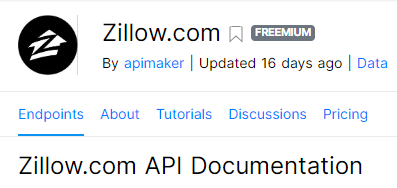 Zillow.com FREEMIUM
By apimaker | Updated 16 days ago | Data
Endpoints About Tutorials Discussions Pricing
Zillow.com API Documentation